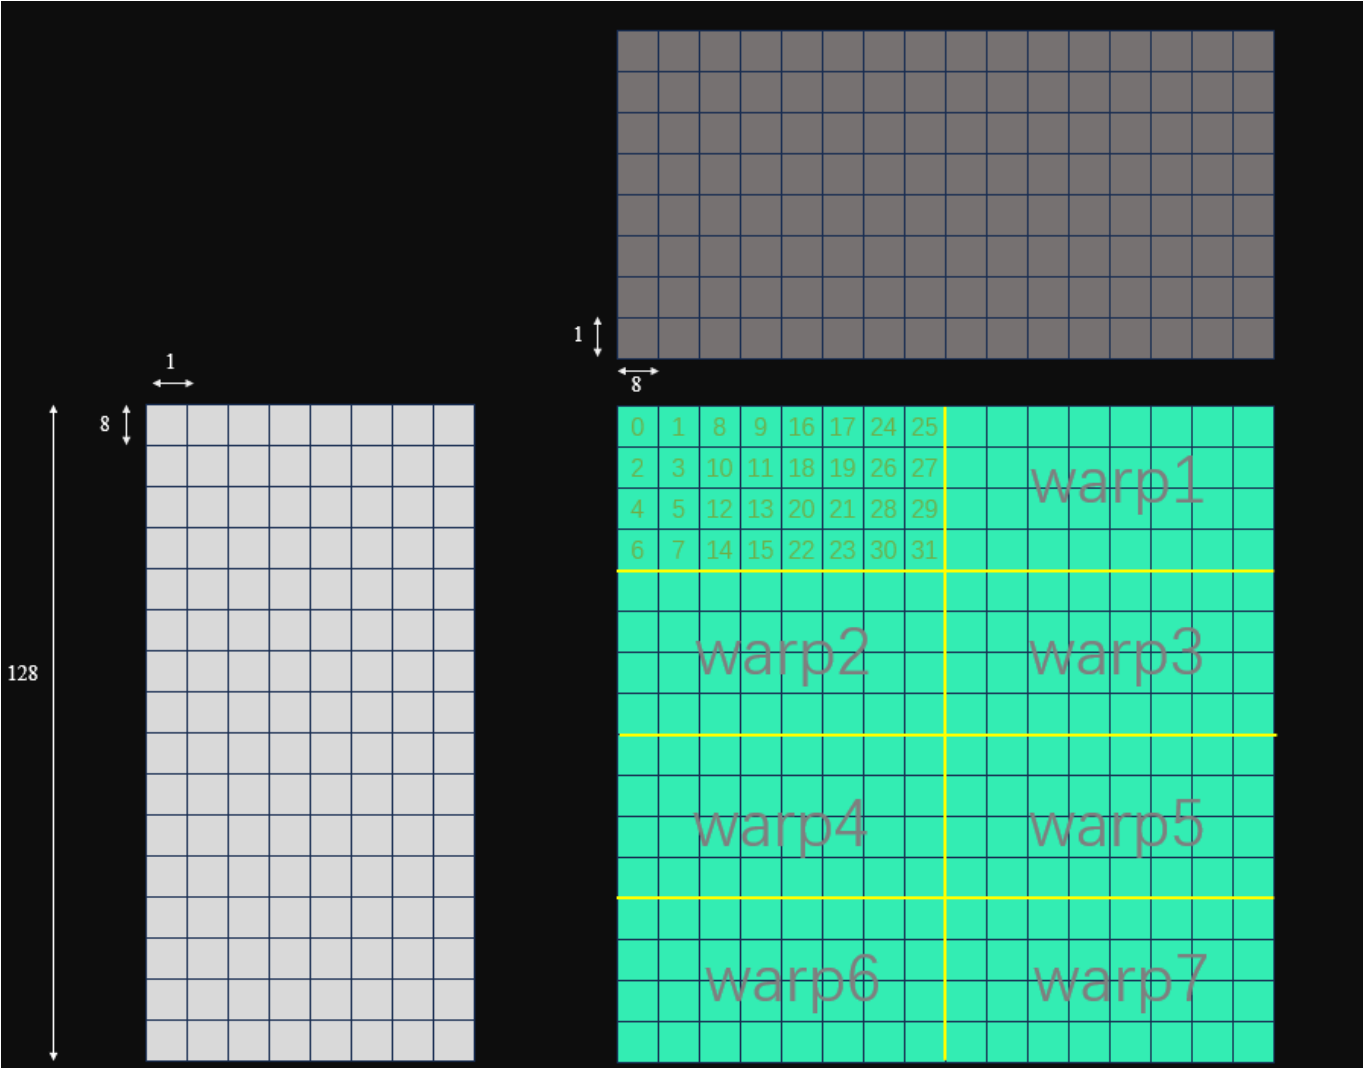 1
8
1
8
128
0 1 8 9 16 17 24 25
2 3 10 11 18 19 26 27
4 5 12 13 20 21 28 29
6 7 14 15 22 23 30 31
warp1
warp2 warp3
warp4 warp5
warp6 warp7